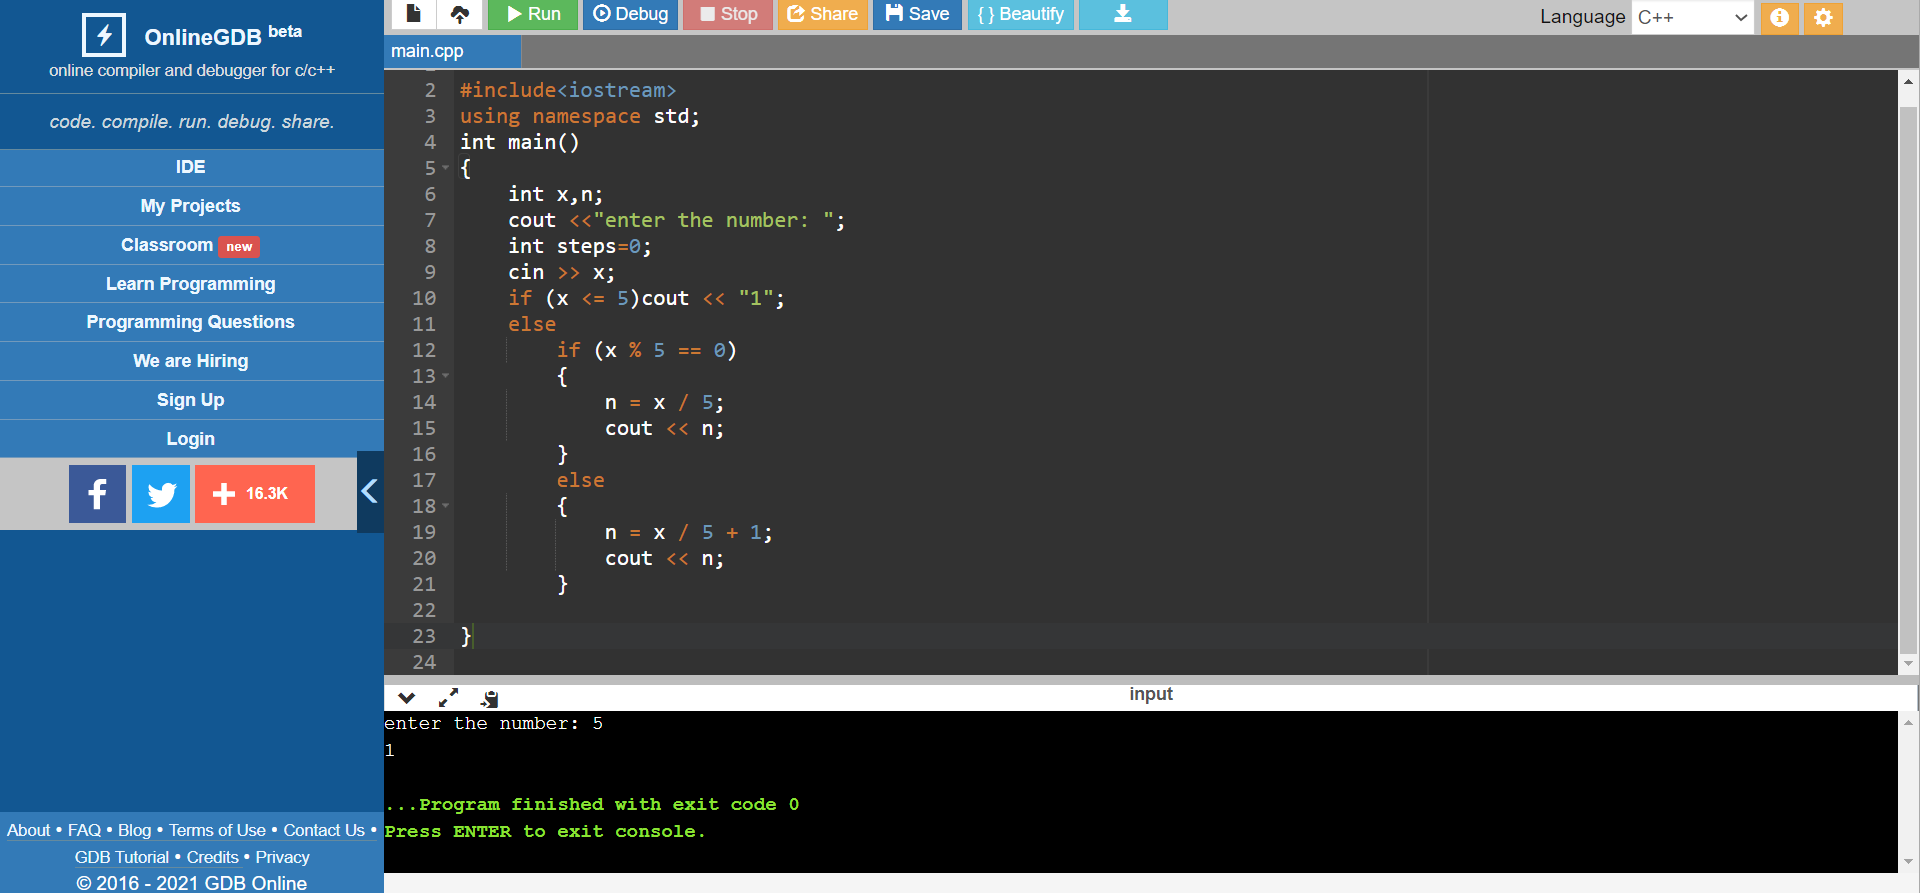 OnlineGDB beta
online compiler and debugger for c/c++
code. compile. run. debug. share.
IDE
My Projects
Classroom new
Learn Programming
Programming Questions
We are Hiring
Sign Up
Login
16.3K
About • FAQ • Blog • Terms of Use • Contact Us •
GDB Tutorial • Credits • Privacy
© 2016 - 2021 GDB Online
Run Debug Stop Share Save { } Beautify Language C++
main.cpp
2 #include<iostream>
3 using namespace std;
4 int main()
5 {
6     int x,n;
7     cout <<"enter the number: ";
8     int steps=0;
9     cin >> x;
10     if (x <= 5)cout << "1";
11     else
12         if (x % 5 == 0)
13         {
14             n = x / 5;
15             cout << n;
16         }
17         else
18         {
19             n = x / 5 + 1;
20             cout << n;
21         }
22
23 }
24
input
enter the number: 5
1
...Program finished with exit code 0
Press ENTER to exit console.